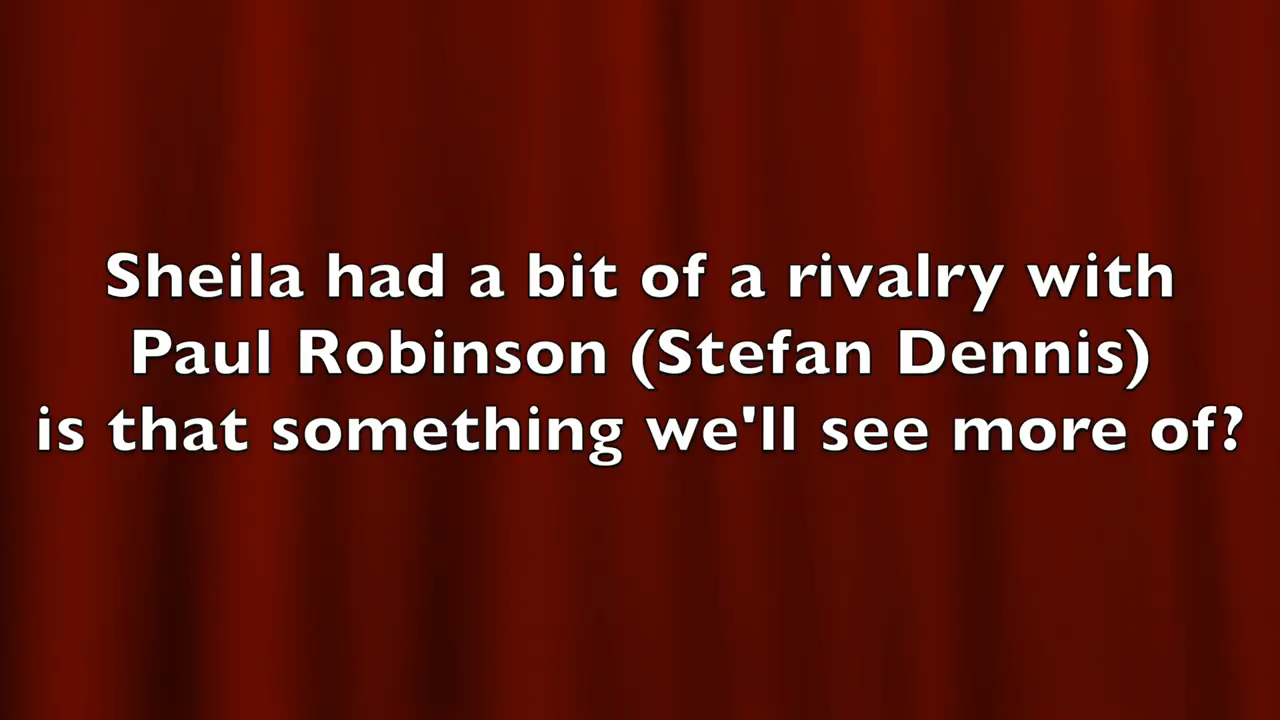 Sheila had a bit of a rivalry with
Paul Robinson (Stefan Dennis)
is that something we'll see more of?